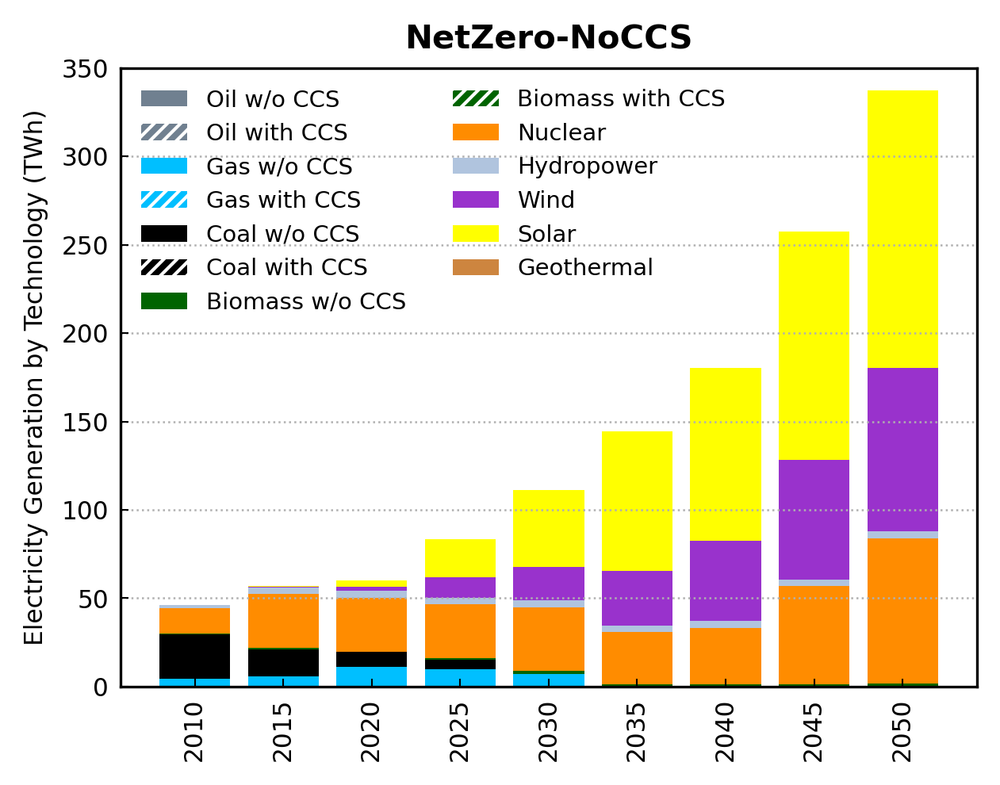 NetZero-NoCCS
Electricity Generation by Technology (TWh)
350
300
250
200
150
100
50
0
Oil w/o CCS
Oil with CCS
Gas w/o CCS
Gas with CCS
Coal w/o CCS
Coal with CCS
Biomass w/o CCS
Biomass with CCS
Nuclear
Hydropower
Wind
Solar
Geothermal
2010
2015
2020
2025
2030
2035
2040
2045
2050